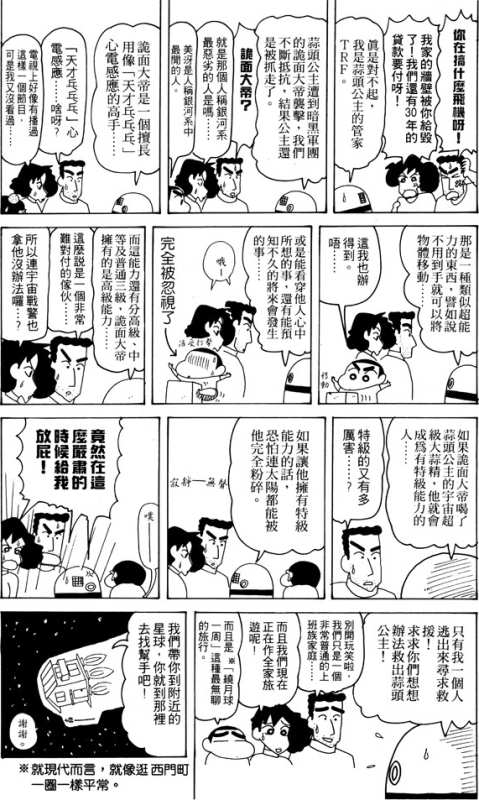 你在搞什麼飛機呀！
我家的牆壁被你給毀
了！我們還有30年的
貸款要付呀！
真是對不起，
我是蒜頭公主的管家
TRF。
蒜頭公主遭到暗黑軍團
的詭面大帝襲擊，我們
不斷抵抗，結果公主還
是被抓走了。
詭面大帝？
就是那個人稱銀河系
最惡劣的人是嗎……
美冴是人稱銀河系中
最閒的人。
詭面大帝是一個擅長
用像「天才乒乓乒」
心電感應的高手……
「天才乒乓乒」心
電感應……啥呀？
電視上好像有播過
這樣一個節目，
可是我又沒看過…
那是一種類似超能
力的東西，譬如說
不用到手就可以將
物體移動……
這我也辦
得到……
唔
移動
或是能看穿他人心中
所想的事，還有能預
知不久的將來會發生
的事…
哦！
完全被忽視了
而這能力還有分高級、中
等及普通三級，詭面大帝
擁有的是高級能力……
這麼說是一個非常
難對付的傢伙…
所以連宇宙戰警也
拿他沒辦法囉？…
如果詭面大帝喝了
蒜頭公主的宇宙超
級大蒜精，他就會
成爲有特級能力的
人……
特級的又有多
厲害……？
如果讓他擁有特級
能力的話，
恐怕連太陽都能被
他完全粉碎。
寂靜—無聲
噗
竟然在這
麼嚴肅的
時候給我
放屁！
只有我一個人
逃出來尋求救
援！
求求你們想想
辦法救出蒜頭
公主！
別開玩笑啦，
我們只是一個
非常普通的上
班族家庭…
而且我們現在
正在作全家旅
遊呢！
而且是※「繞月球
一周」這種最無聊
的旅行。
我們帶你到附近的
星球，你就到那裡
去找幫手吧！
謝謝。
※就現代而言，就像逛西門町
一圈一樣平常。